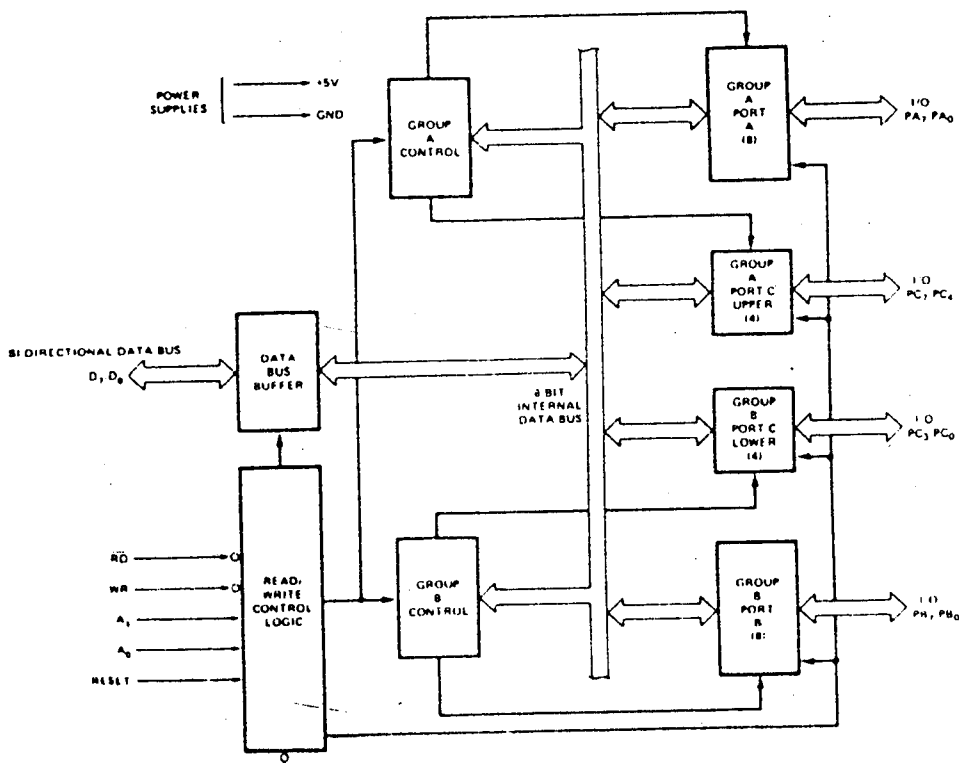 POWER
SUPPLIES
+5V
GND
GROUP
A
CONTROL
GROUP
A
PORT
A
(8)
I/O
PA7 PA0
GROUP
A
PORT C
UPPER
(4)
I/O
PC7 PC4
BI DIRECTIONAL DATA BUS
D7 D0
DATA
BUS
BUFFER
8 BIT
INTERNAL
DATA BUS
GROUP
B
PORT C
LOWER
(4)
I/O
PC3 PC0
RD
WR
A1
A0
RESET
READ/
WRITE
CONTROL
LOGIC
GROUP
B
CONTROL
GROUP
B
PORT
B
(8)
I/O
PB7 PB0